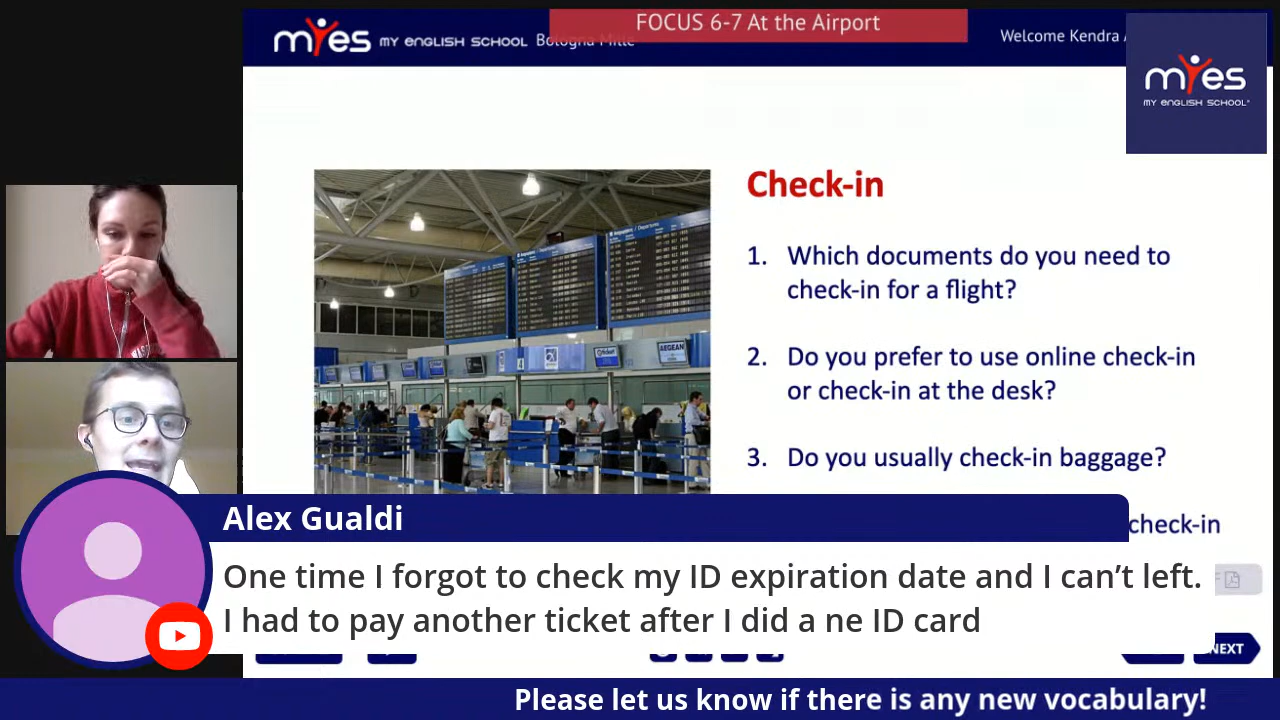 FOCUS 6-7 At the Airport
myes MY ENGLISH SCHOOL Bologna Mille
Welcome Kendra A
myes
MY ENGLISH SCHOOL
Check-in
1. Which documents do you need to
check-in for a flight?
2. Do you prefer to use online check-in
or check-in at the desk?
3. Do you usually check-in baggage?
check-in
AEGEAN
Alex Gualdi
One time I forgot to check my ID expiration date and I can't left.
I had to pay another ticket after I did a ne ID card
NEXT
Please let us know if there is any new vocabulary!